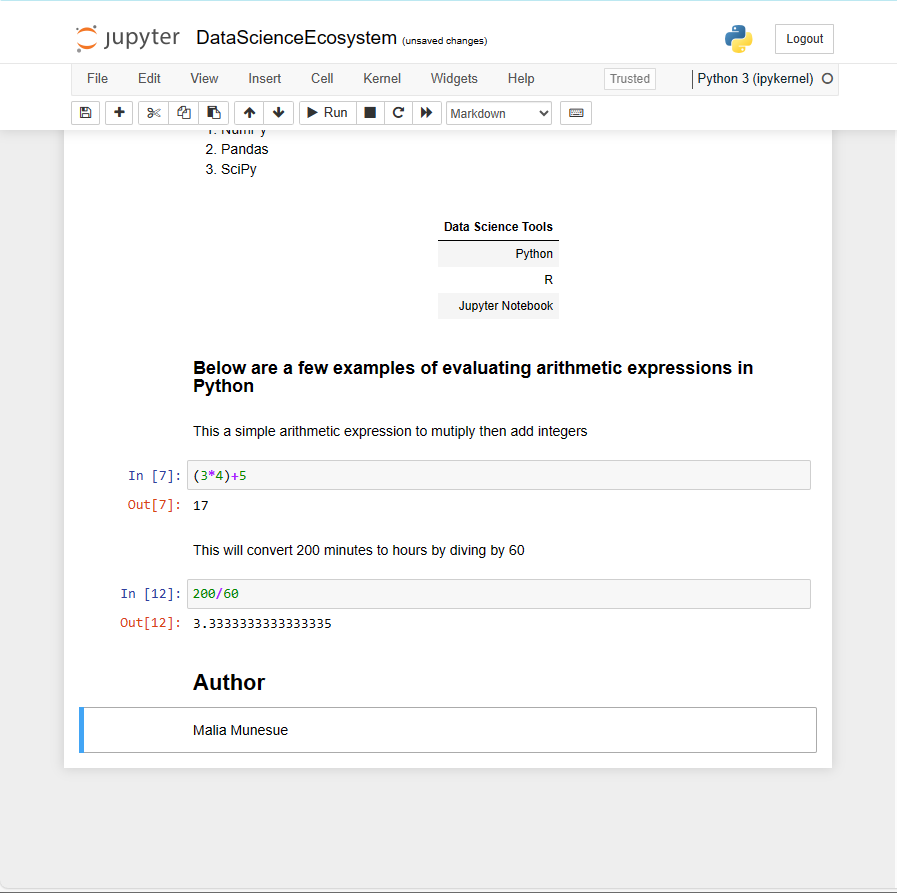 jupyter DataScienceEcosystem (unsaved changes) Logout
File Edit View Insert Cell Kernel Widgets Help Trusted Python 3 (ipykernel)
Run Markdown
1. NumPy
2. Pandas
3. SciPy
Data Science Tools
Python
R
Jupyter Notebook
Below are a few examples of evaluating arithmetic expressions in
Python
This a simple arithmetic expression to mutiply then add integers
In [7]: (3*4)+5
Out[7]: 17
This will convert 200 minutes to hours by diving by 60
In [12]: 200/60
Out[12]: 3.3333333333333335
Author
Malia Munesue